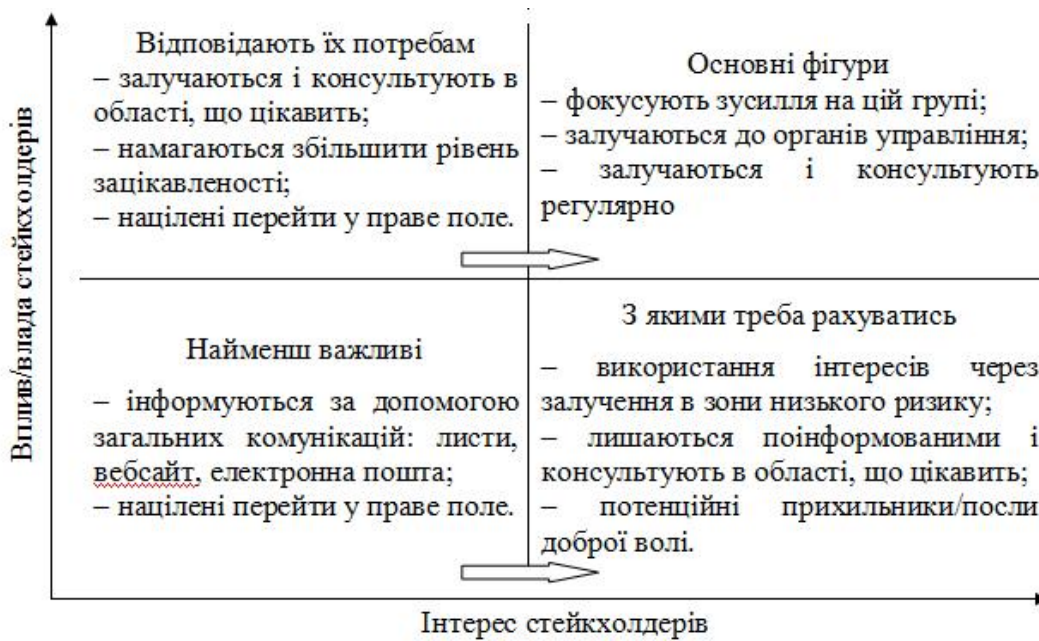 Вплив/влада стейкхолдерів
Відповідають їх потребам
– залучаються і консультують в
області, що цікавить;
– намагаються збільшити рівень
зацікавленості;
– націлені перейти у праве поле.
Основні фігури
– фокусують зусилля на цій групі;
– залучаються до органів управління;
– залучаються і консультують
регулярно
Найменш важливі
– інформуються за допомогою
загальних комунікацій: листи,
вебсайт, електронна пошта;
– націлені перейти у праве поле.
З якими треба рахуватись
– використання інтересів через
залучення в зони низького ризику;
– лишаються поінформованими і
консультують в області, що цікавить;
– потенційні прихильники/посли
доброї волі.
Інтерес стейкхолдерів